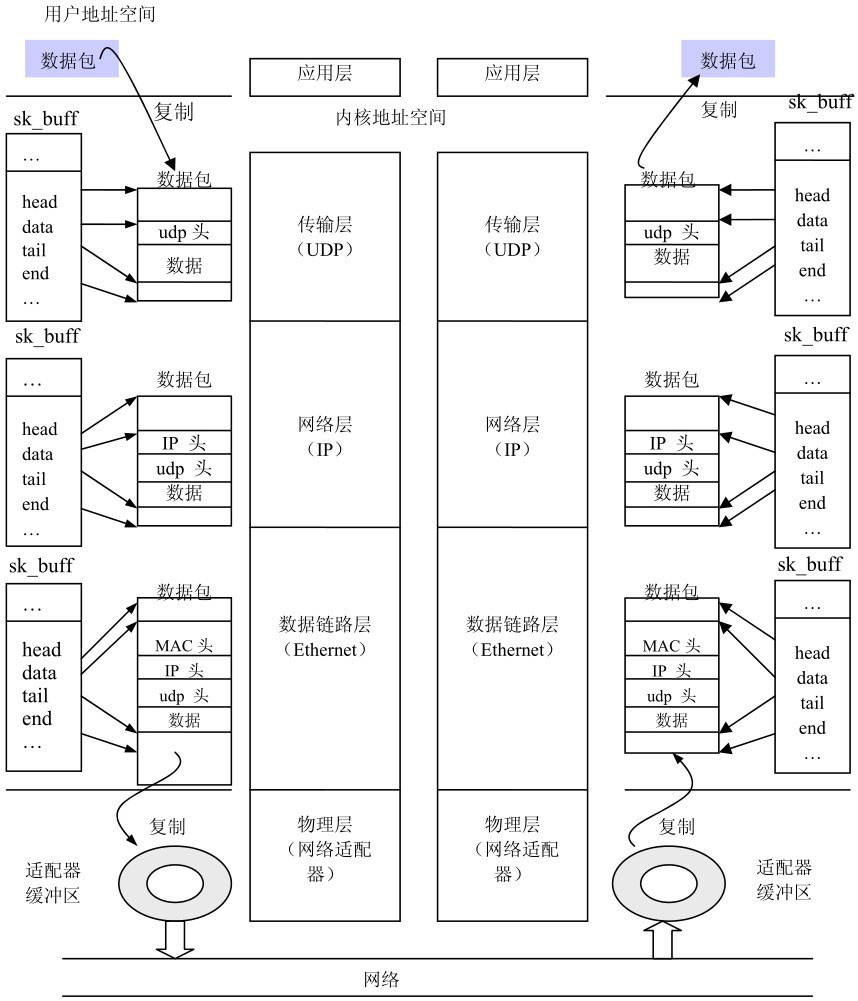 用户地址空间
数据包
应用层
应用层
数据包
复制
内核地址空间
复制
sk_buff
…
head
data
tail
end
…
数据包
udp 头
数据
传输层
（UDP）
传输层
（UDP）
数据包
udp 头
数据
sk_buff
…
head
data
tail
end
…
sk_buff
…
head
data
tail
end
…
数据包
IP 头
udp 头
数据
网络层
（IP）
网络层
（IP）
数据包
IP 头
udp 头
数据
sk_buff
…
head
data
tail
end
…
sk_buff
…
head
data
tail
end
…
数据包
MAC 头
IP 头
udp 头
数据
数据链路层
（Ethernet）
数据链路层
（Ethernet）
数据包
MAC 头
IP 头
udp 头
数据
sk_buff
…
head
data
tail
end
…
复制
适配器
缓冲区
物理层
（网络适配
器）
物理层
（网络适配
器）
复制
适配器
缓冲区
网络